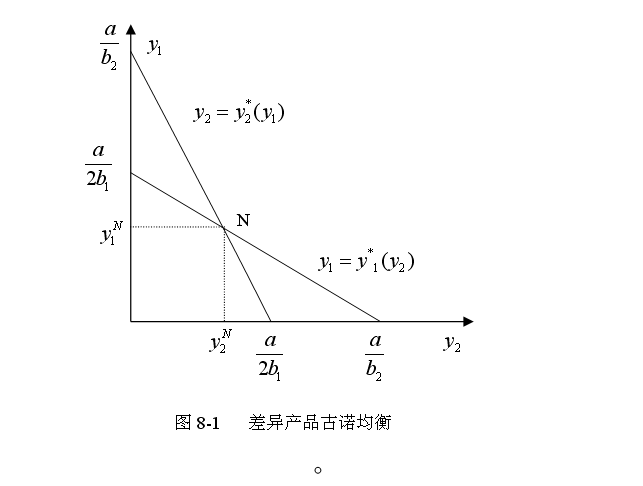 a/b₂
y₁
y₂ = y₂*(y₁)
a/2b₁
y₁ᴺ
N
y₁ = y*₁(y₂)
y₂ᴺ
a/2b₁
a/b₂
y₂
图 8-1 差异产品古诺均衡
。